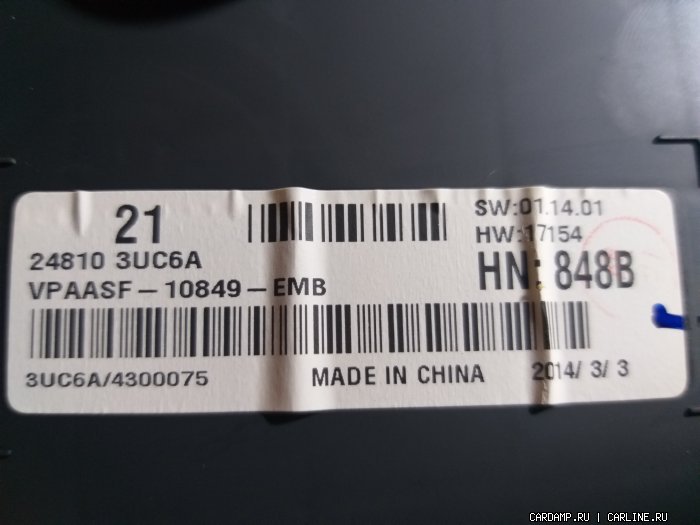 21
SW:01.14.01
HW:17154
24810 3UC6A
HN: 848B
VPAASF-10849-EMB
3UC6A/4300075
MADE IN CHINA
2014/ 3/ 3
CARDAMP.RU | CARLINE.RU